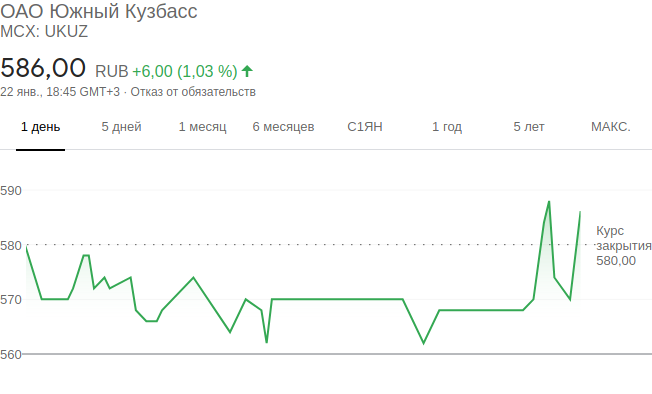 ОАО Южный Кузбасс
MCX: UKUZ
586,00 RUB +6,00 (1,03 %)
22 янв., 18:45 GMT+3 · Отказ от обязательств
1 день 5 дней 1 месяц 6 месяцев С1ЯН 1 год 5 лет МАКС.
590
580
570
560
Курс
закрытия
580,00